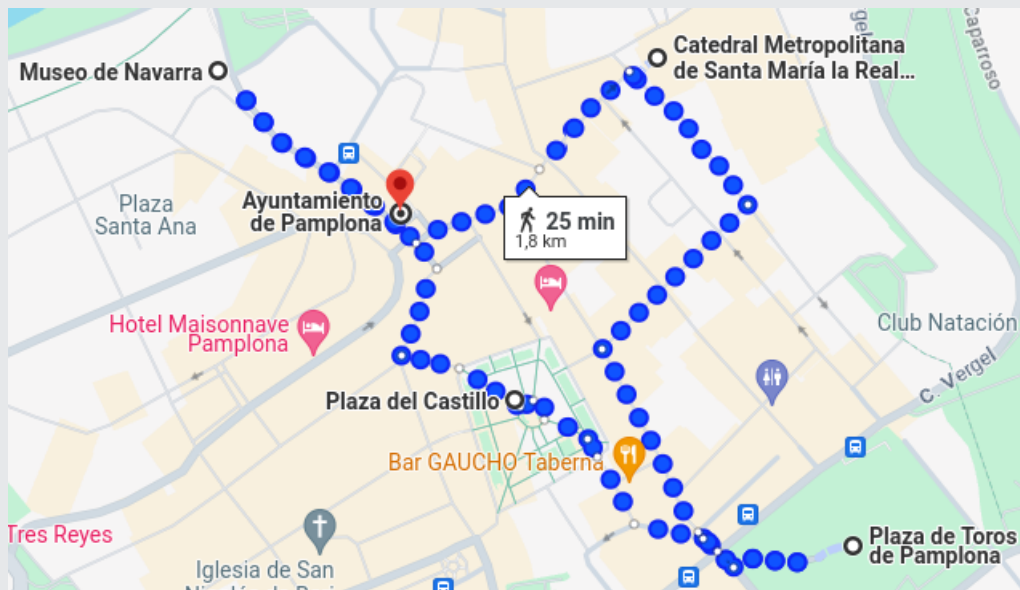 Museo de Navarra
Catedral Metropolitana
de Santa María la Real...
Caparroso
Plaza
Santa Ana
Ayuntamiento
de Pamplona
25 min
1,8 km
Hotel Maisonnave
Pamplona
Club Natación
C. Vergel
Plaza del Castillo
Bar GAUCHO Taberna
Tres Reyes
Plaza de Toros
de Pamplona
Iglesia de San